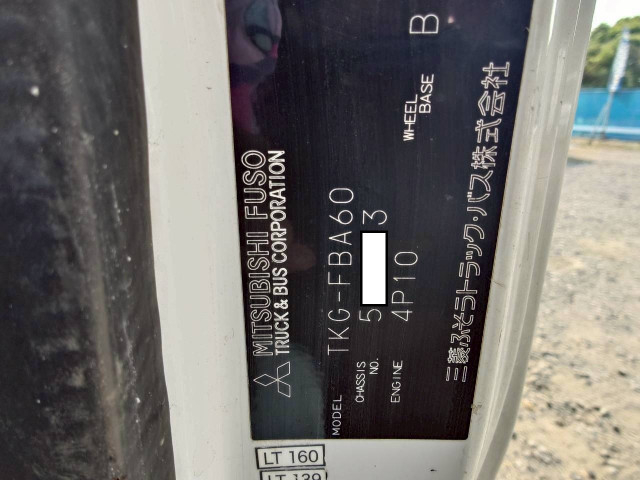 MITSUBISHI FUSO
TRUCK & BUS CORPORATION
MODEL TKG-FBA60
CHASSIS NO. 5 3
ENGINE 4P10
WHEEL BASE B
三菱ふそうトラック・バス株式会社
LT 160
LT 139